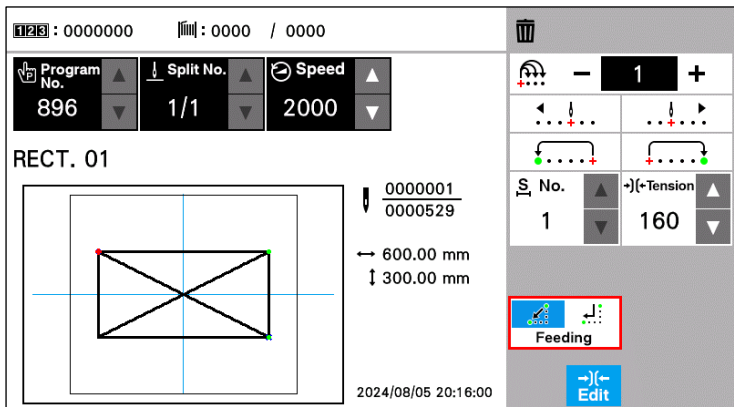 123 : 0000000
: 0000 / 0000
Program No.
896
Split No.
1/1
Speed
2000
RECT. 01
0000001
0000529
600.00 mm
300.00 mm
2024/08/05 20:16:00
− 1 +
S No.
1
Tension
160
Feeding
Edit